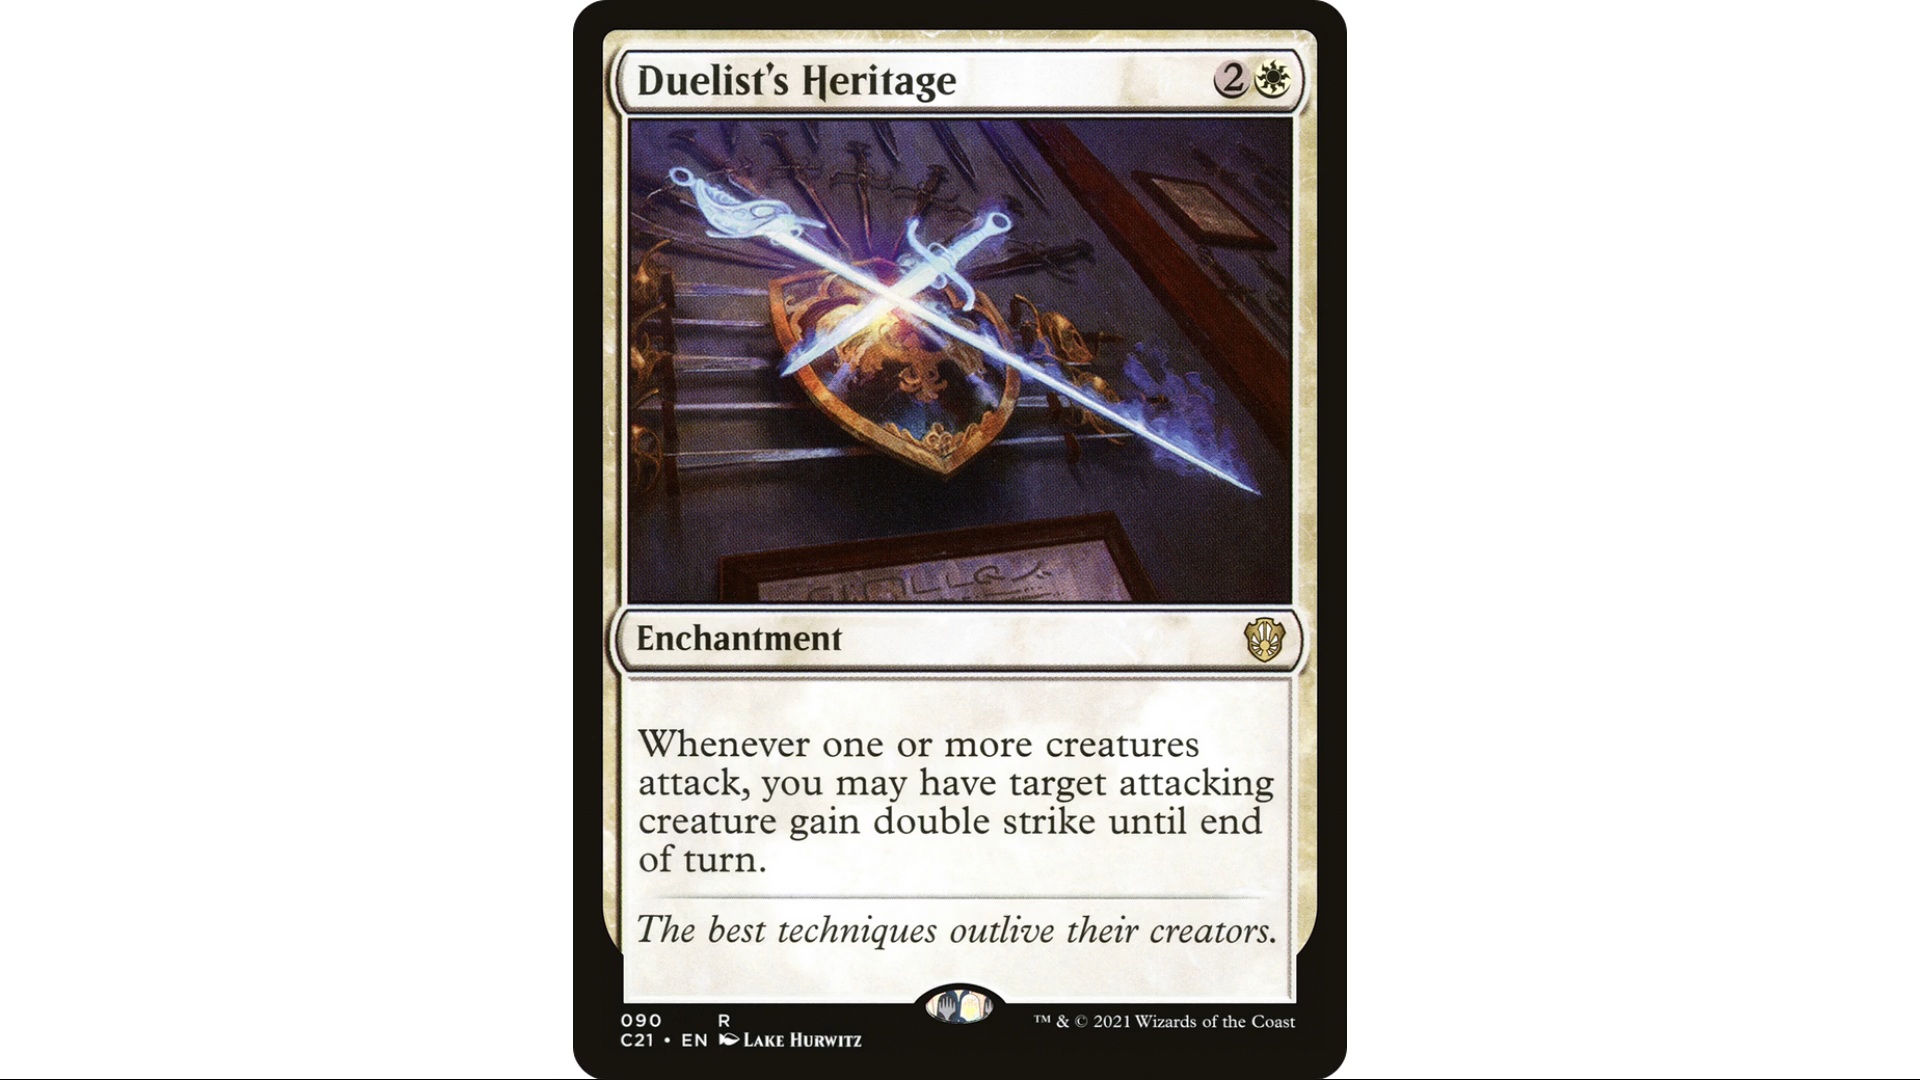 Duelist's Heritage 2
Enchantment
Whenever one or more creatures
attack, you may have target attacking
creature gain double strike until end
of turn.
The best techniques outlive their creators.
090 R
C21 • EN LAKE HURWITZ
™ & © 2021 Wizards of the Coast